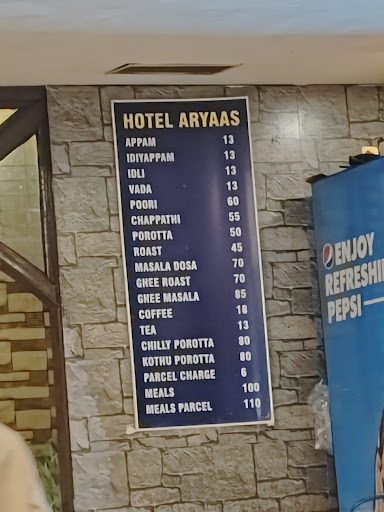 HOTEL ARYAAS
APPAM 13
IDIYAPPAM 13
IDLI 13
VADA 13
POORI 60
CHAPPATHI 55
POROTTA 50
ROAST 45
MASALA DOSA 70
GHEE ROAST 70
GHEE MASALA 85
COFFEE 18
TEA 13
CHILLY POROTTA 80
KOTHU POROTTA 80
PARCEL CHARGE 6
MEALS 100
MEALS PARCEL 110
ENJOY
PEPSI